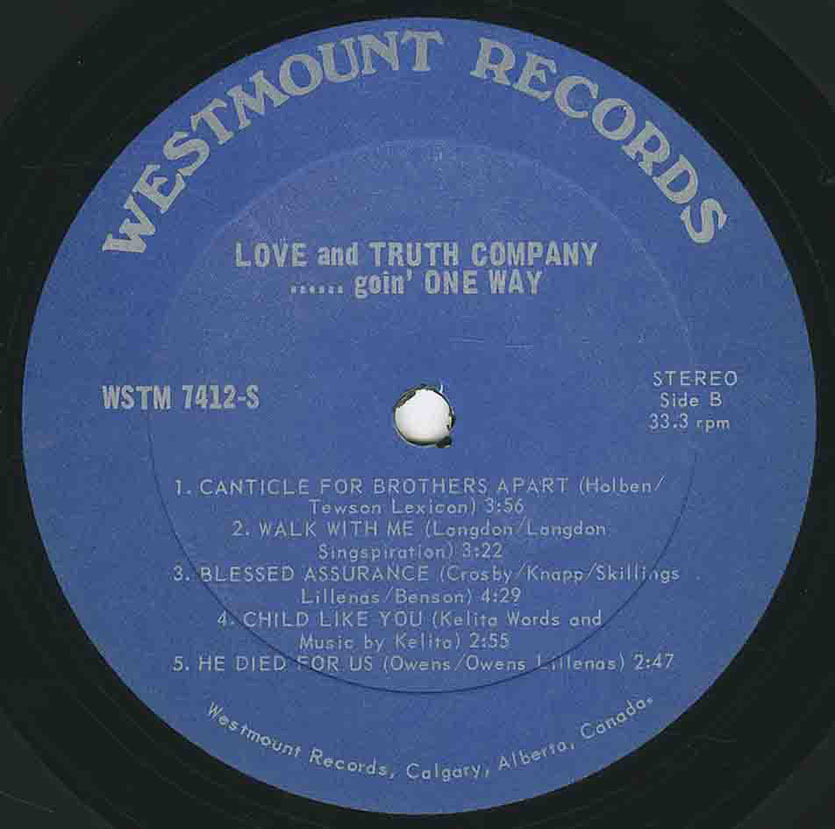 WESTMOUNT RECORDS
LOVE and TRUTH COMPANY
...... goin' ONE WAY
WSTM 7412-S
STEREO
Side B
33.3 rpm
1. CANTICLE FOR BROTHERS APART (Holben/
Tewson Lexicon) 3:56
2. WALK WITH ME (Langdon/Langdon
Singspiration) 3:22
3. BLESSED ASSURANCE (Crosby/Knapp/Skillings
Lillenas/Benson) 4:29
4. CHILD LIKE YOU (Kelita Words and
Music by Kelita) 2:55
5. HE DIED FOR US (Owens/Owens Lillenas) 2:47
Westmount Records, Calgary, Alberta, Canada.